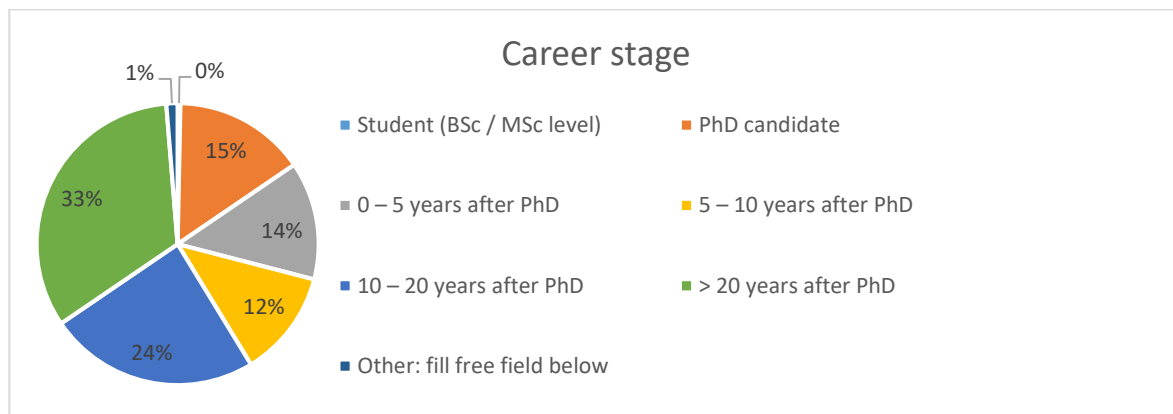 Career stage
1%
0%
15%
33%
14%
12%
24%
Student (BSc / MSc level)
PhD candidate
0 – 5 years after PhD
5 – 10 years after PhD
10 – 20 years after PhD
> 20 years after PhD
Other: fill free field below